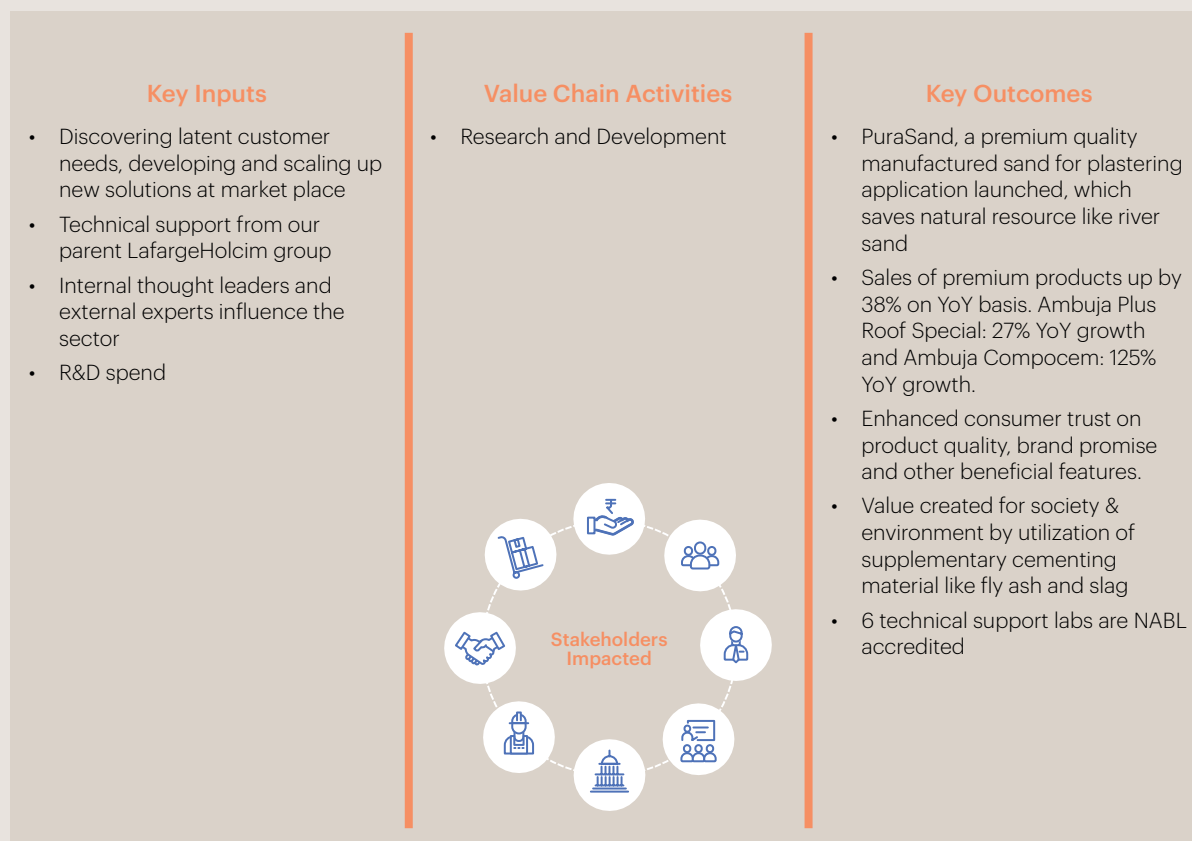 Key Inputs
• Discovering latent customer
needs, developing and scaling up
new solutions at market place
• Technical support from our
parent LafargeHolcim group
• Internal thought leaders and
external experts influence the
sector
• R&D spend
Value Chain Activities
• Research and Development
₹
Stakeholders
Impacted
Key Outcomes
• PuraSand, a premium quality
manufactured sand for plastering
application launched, which
saves natural resource like river
sand
• Sales of premium products up by
38% on YoY basis. Ambuja Plus
Roof Special: 27% YoY growth
and Ambuja Compocem: 125%
YoY growth.
• Enhanced consumer trust on
product quality, brand promise
and other beneficial features.
• Value created for society &
environment by utilization of
supplementary cementing
material like fly ash and slag
• 6 technical support labs are NABL
accredited